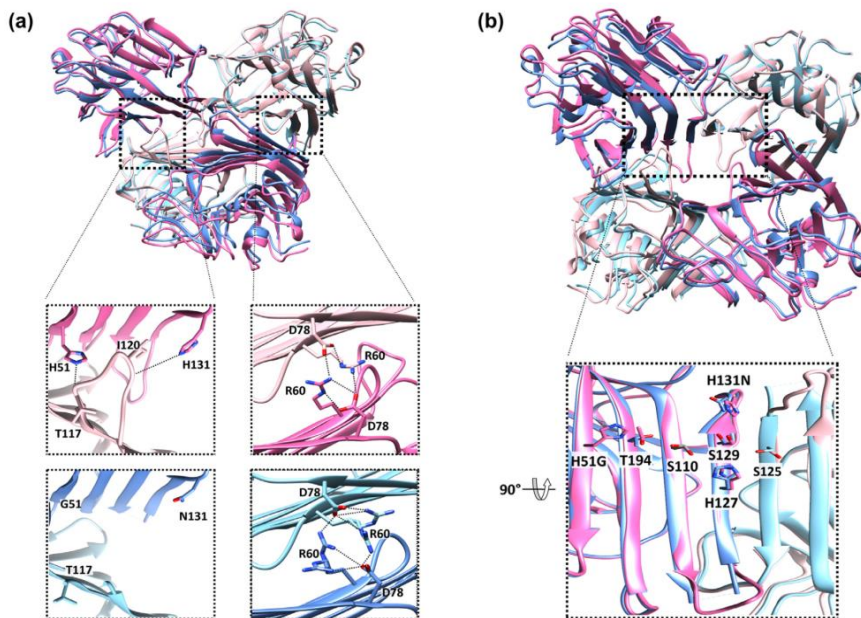 (a)
(b)
I120
H51
H131
T117
D78
R60
R60
D78
G51
N131
T117
D78
R60
R60
D78
90°
H131N
H51G
T194
S110
S129
S125
H127